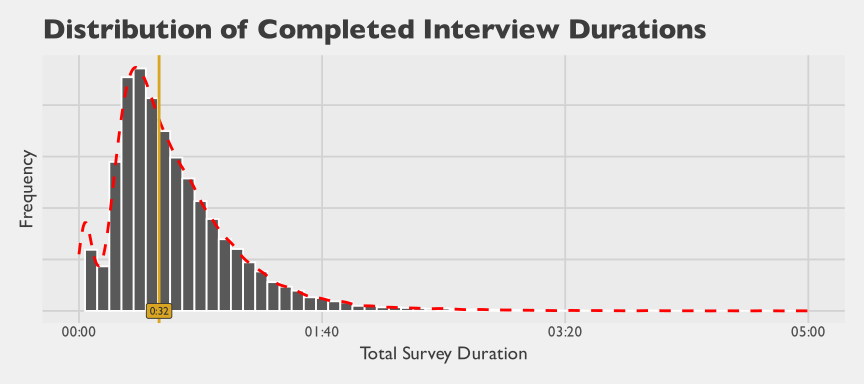 Distribution of Completed Interview Durations
Frequency
0:32
00:00 01:40 03:20 05:00
Total Survey Duration